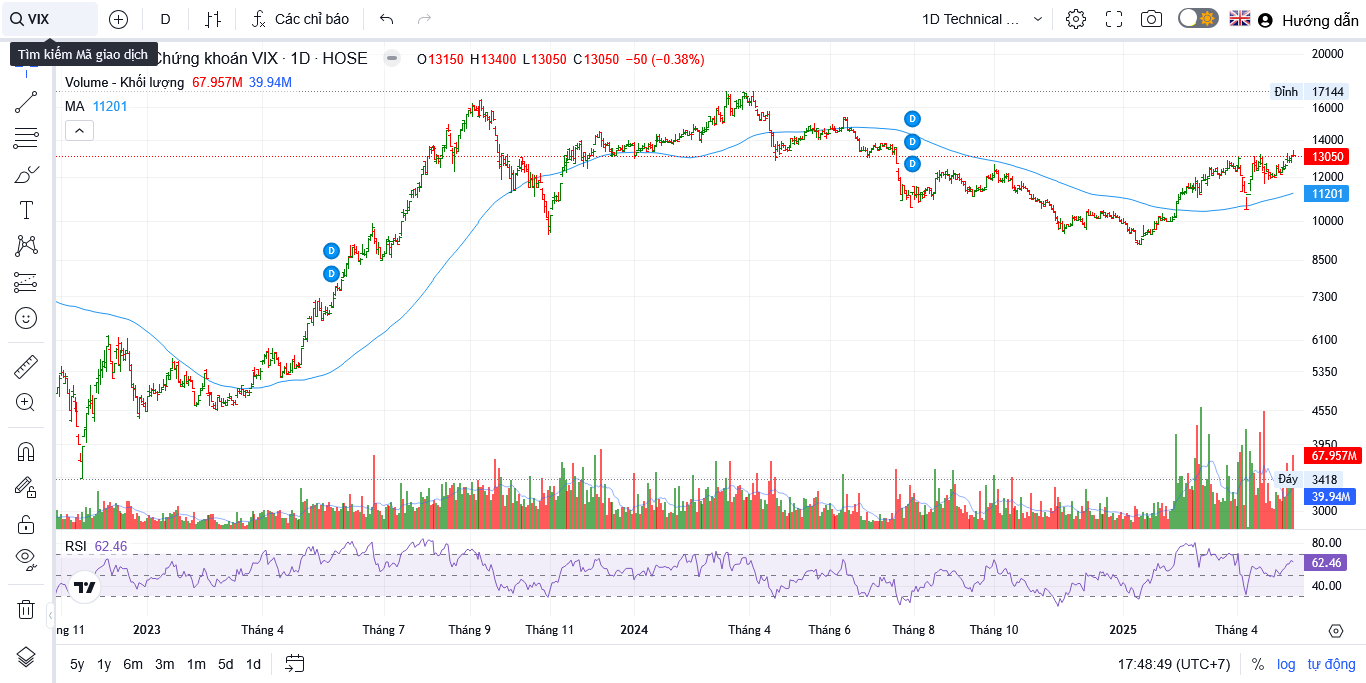 VIX
D
Các chỉ báo
1D Technical ...
Hướng dẫn
Tìm kiếm Mã giao dịch
Chứng khoán VIX · 1D · HOSE
O13150 H13400 L13050 C13050 −50 (−0.38%)
Volume - Khối lượng 67.957M 39.94M
MA 11201
20000
Đỉnh 17144
16000
14000
13050
12000
11201
10000
8500
7300
6100
5350
4550
3950
67.957M
Đáy 3418
39.94M
3000
D
D
D
D
D
RSI 62.46
80.00
62.46
40.00
ng 11 2023 Tháng 4 Tháng 7 Tháng 9 Tháng 11 2024 Tháng 4 Tháng 6 Tháng 8 Tháng 10 2025 Tháng 4
5y 1y 6m 3m 1m 5d 1d
17:48:49 (UTC+7) % log tự động